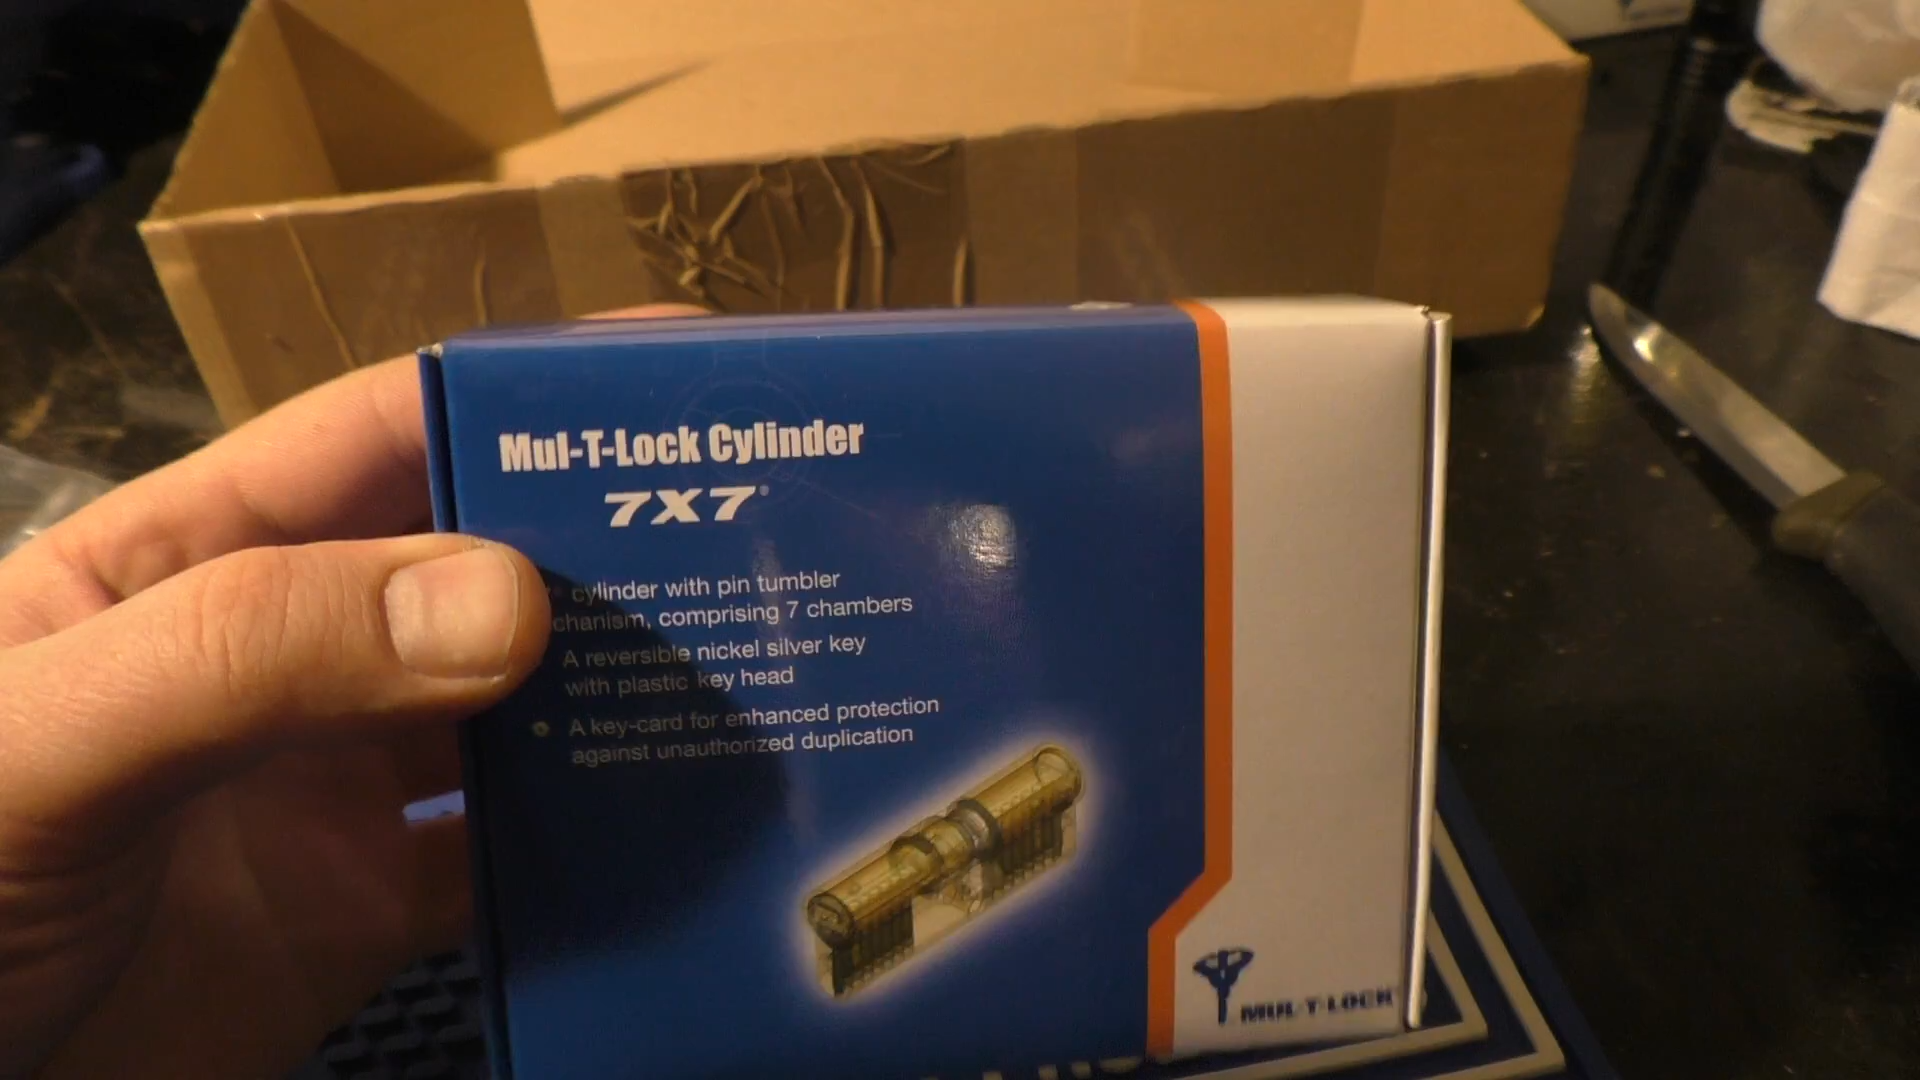 Mul-T-Lock Cylinder
7X7®
cylinder with pin tumbler
chanism, comprising 7 chambers
A reversible nickel silver key
with plastic key head
A key-card for enhanced protection
against unauthorized duplication
MUL-T-LOCK